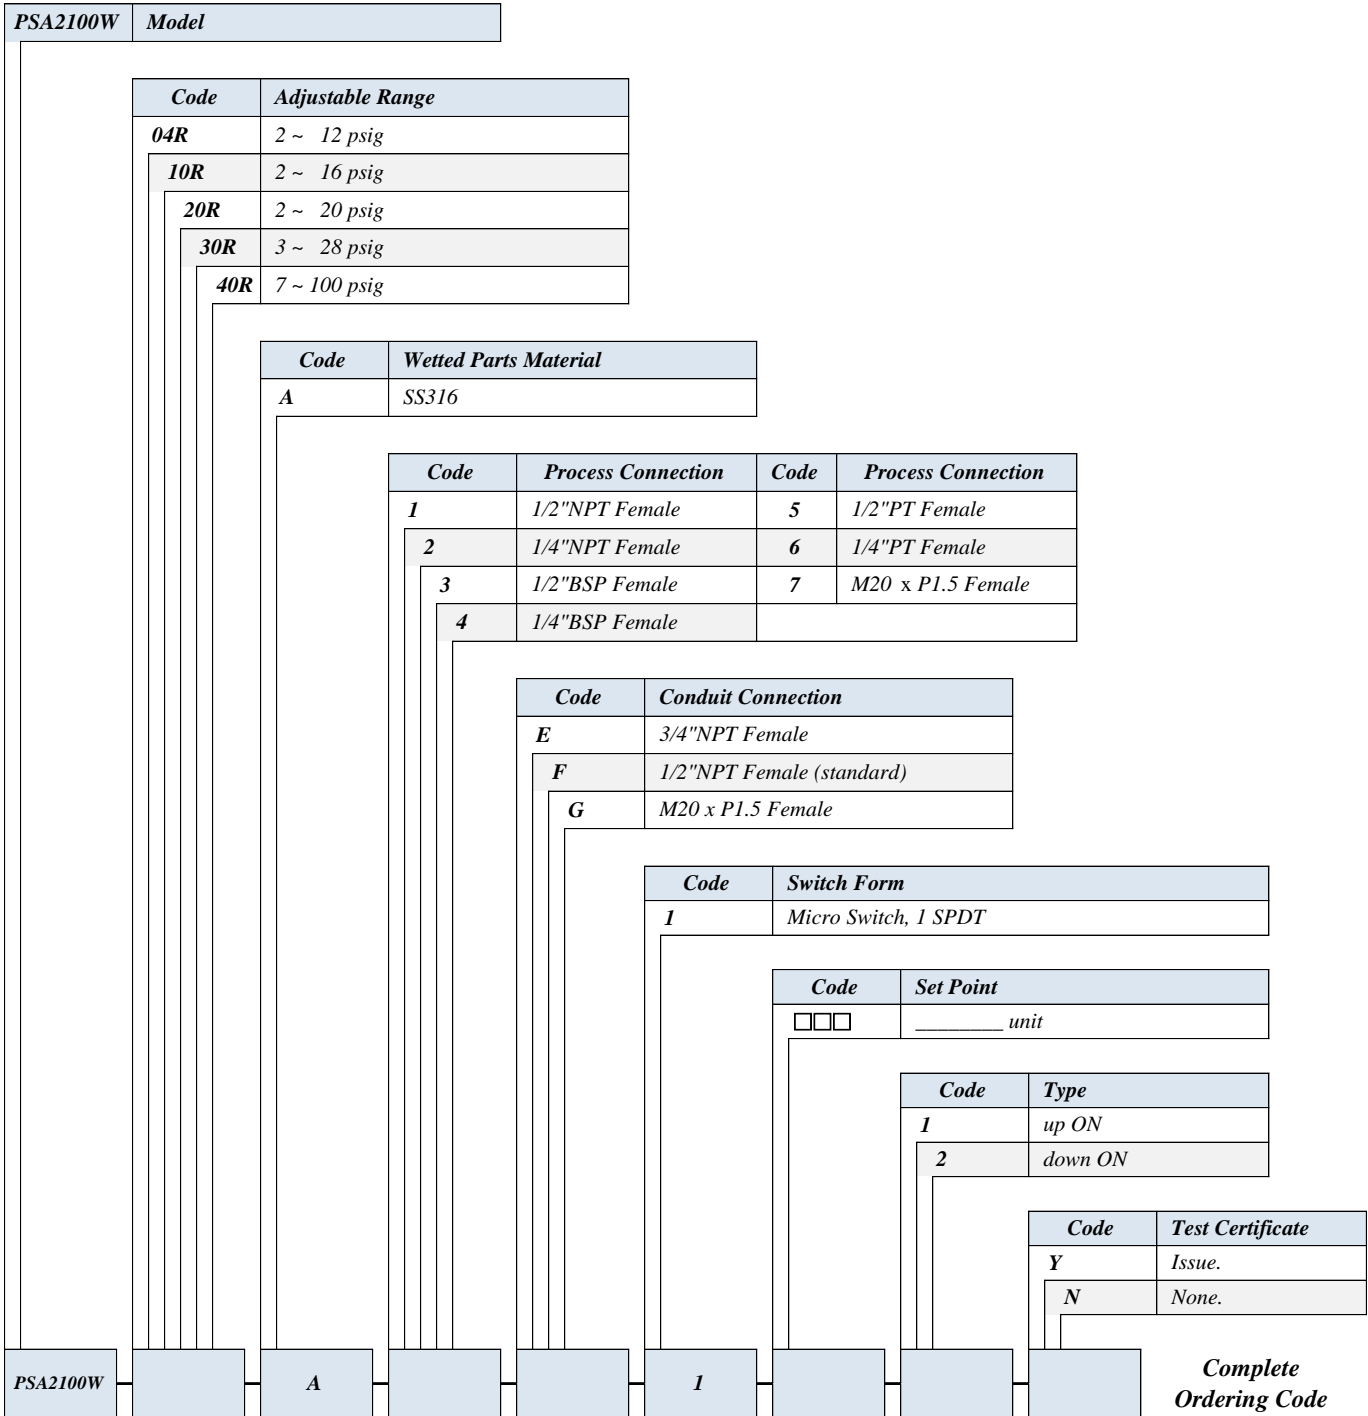 PSA2100W Model
Code Adjustable Range
04R 2 ~ 12 psig
10R 2 ~ 16 psig
20R 2 ~ 20 psig
30R 3 ~ 28 psig
40R 7 ~ 100 psig
Code Wetted Parts Material
A SS316
Code Process Connection Code Process Connection
1 1/2"NPT Female 5 1/2"PT Female
2 1/4"NPT Female 6 1/4"PT Female
3 1/2"BSP Female 7 M20 x P1.5 Female
4 1/4"BSP Female
Code Conduit Connection
E 3/4"NPT Female
F 1/2"NPT Female (standard)
G M20 x P1.5 Female
Code Switch Form
1 Micro Switch, 1 SPDT
Code Set Point
□□□ ________ unit
Code Type
1 up ON
2 down ON
Code Test Certificate
Y Issue.
N None.
PSA2100W A 1 Complete
Ordering Code